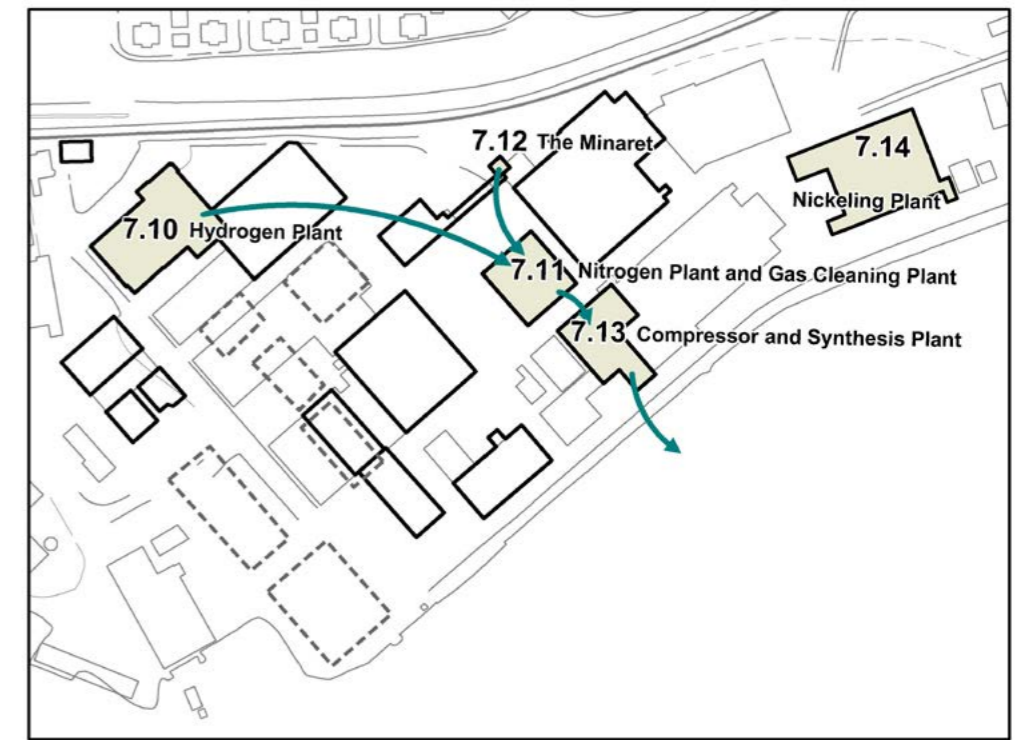 7.12 The Minaret
7.14
Nickeling Plant
7.10 Hydrogen Plant
7.11 Nitrogen Plant and Gas Cleaning Plant
7.13 Compressor and Synthesis Plant